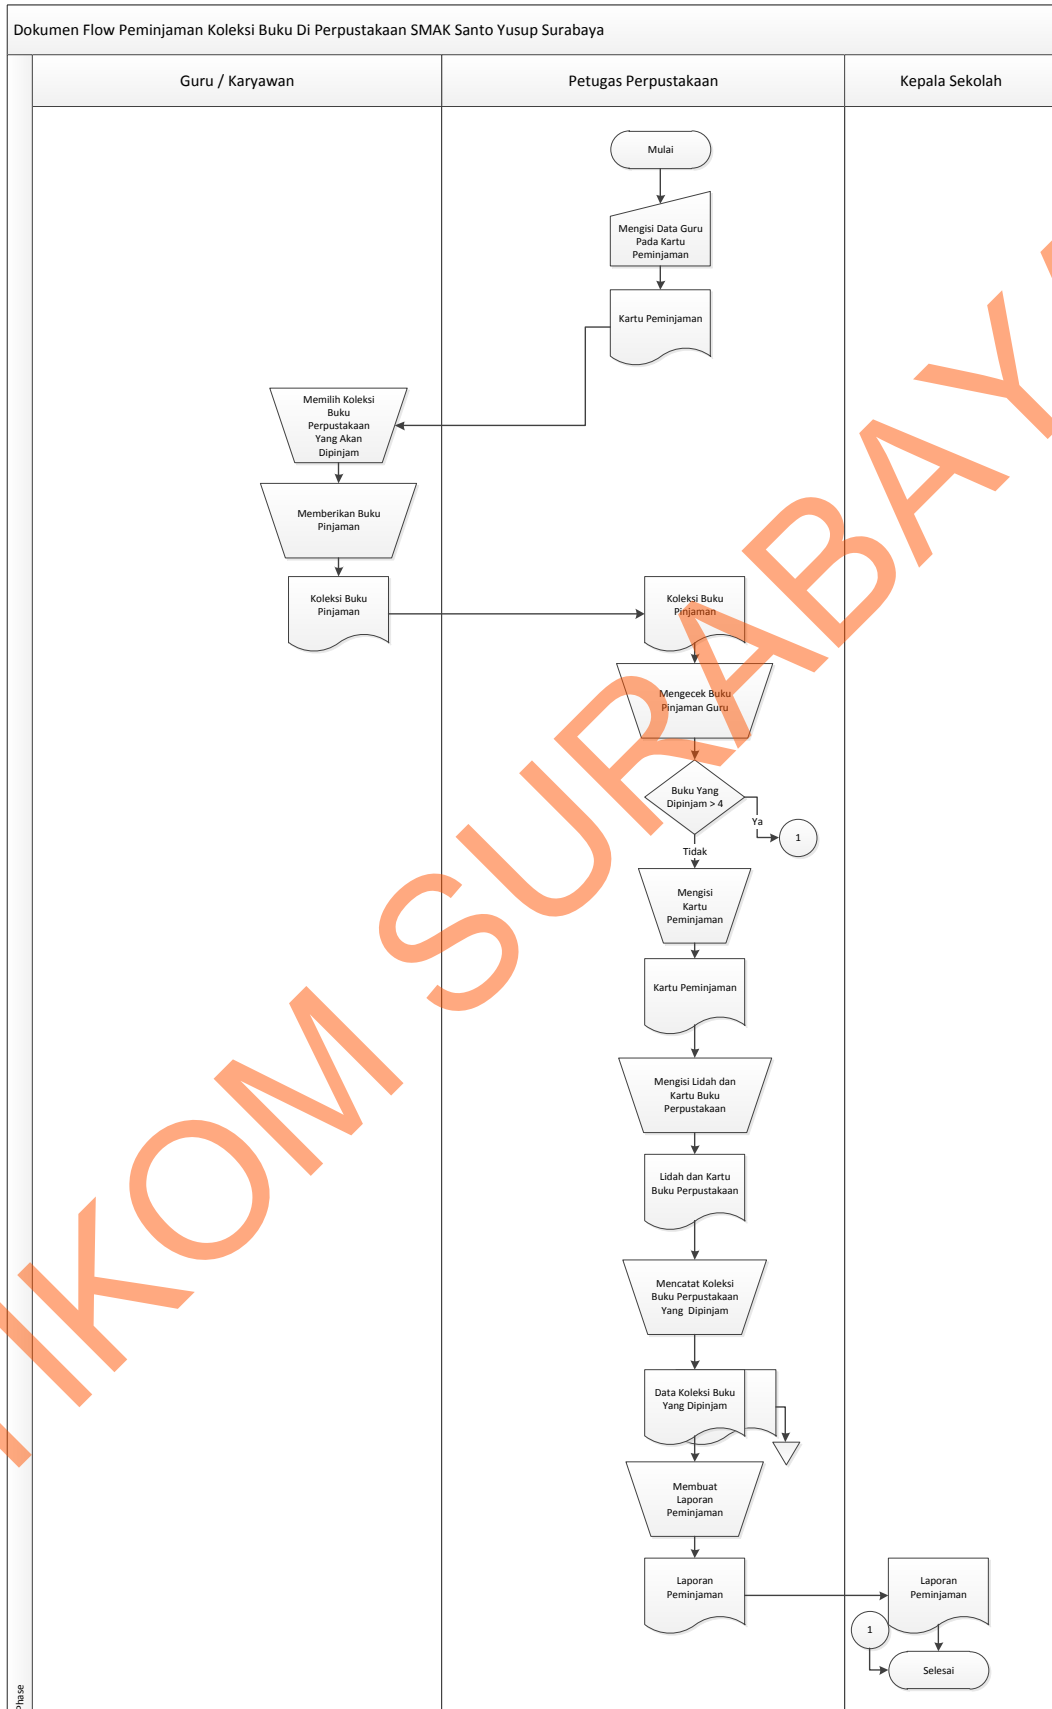 Dokumen Flow Peminjaman Koleksi Buku Di Perpustakaan SMAK Santo Yusup Surabaya
Guru / Karyawan
Petugas Perpustakaan
Kepala Sekolah
Mulai
Mengisi Data Guru
Pada Kartu
Peminjaman
Kartu Peminjaman
Memilih Koleksi
Buku
Perpustakaan
Yang Akan
Dipinjam
Memberikan Buku
Pinjaman
Koleksi Buku
Pinjaman
Koleksi Buku
Pinjaman
Mengecek Buku
Pinjaman Guru
Buku Yang
Dipinjam > 4
Ya
1
Tidak
Mengisi
Kartu
Peminjaman
Kartu Peminjaman
Mengisi Lidah dan
Kartu Buku
Perpustakaan
Lidah dan Kartu
Buku Perpustakaan
Mencatat Koleksi
Buku Perpustakaan
Yang Dipinjam
Data Koleksi Buku
Yang Dipinjam
Membuat
Laporan
Peminjaman
Laporan
Peminjaman
Laporan
Peminjaman
1
Selesai
Phase
IKOM SURABAYA